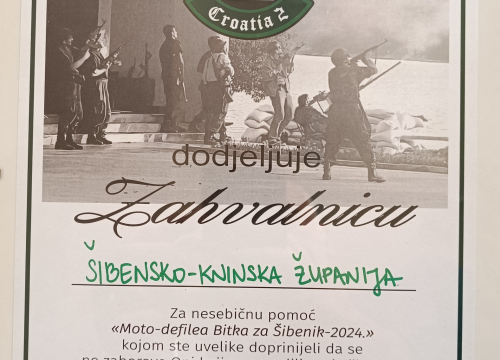 Croatia 2
dodjeljuje
Zahvalnicu
ŠIBENSKO-KNINSKA ŽUPANIJA
Za nesebičnu pomoć
«Moto-defilea Bitka za Šibenik-2024.»
kojom ste uvelike doprinijeli da se